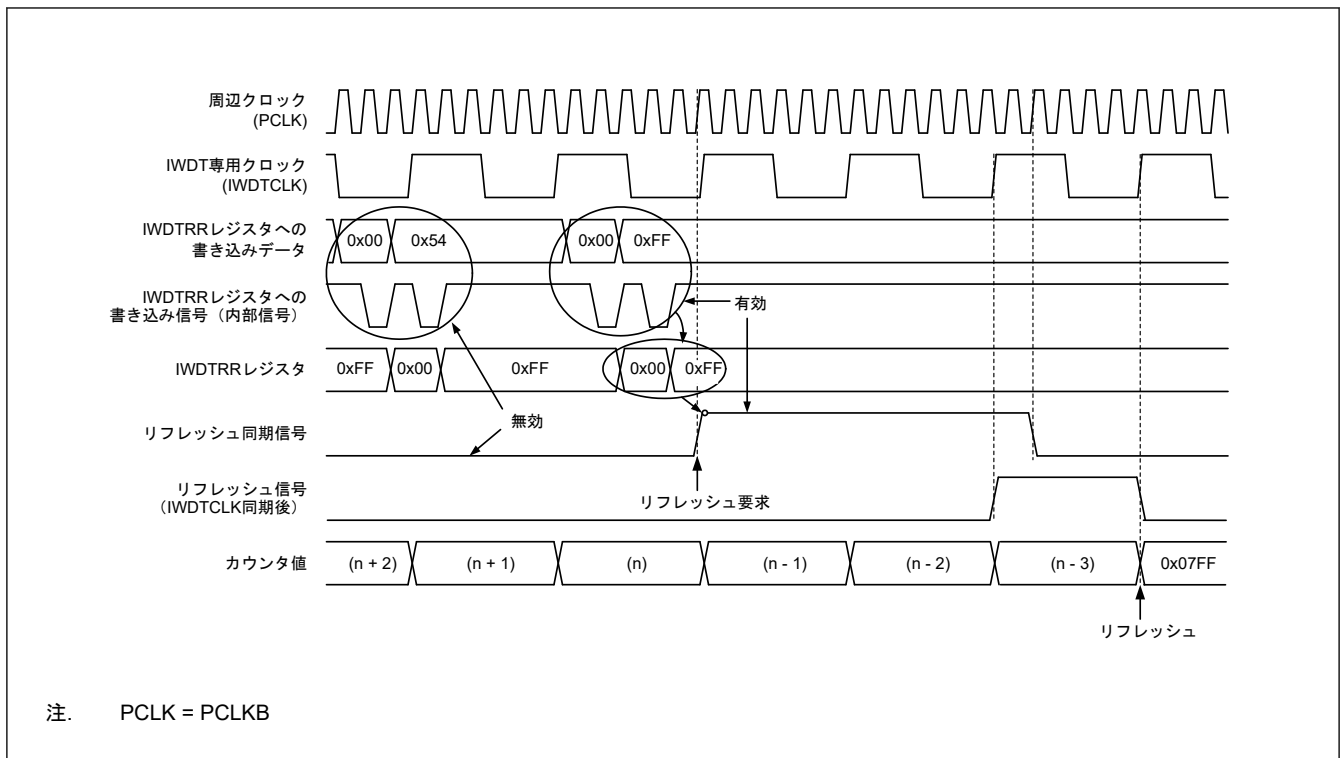 周辺クロック
(PCLK)
IWDT専用クロック
(IWDTCLK)
IWDTRRレジスタへの
書き込みデータ
0x00 0x54 0x00 0xFF
IWDTRRレジスタへの
書き込み信号（内部信号）
有効
IWDTRRレジスタ
0xFF 0x00 0xFF 0x00 0xFF
無効
リフレッシュ同期信号
リフレッシュ要求
リフレッシュ信号
（IWDTCLK同期後）
カウンタ値
(n + 2) (n + 1) (n) (n - 1) (n - 2) (n - 3) 0x07FF
リフレッシュ
注. PCLK = PCLKB